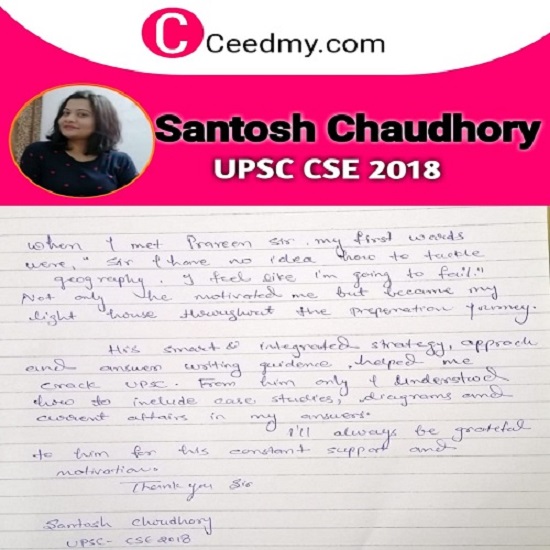 C Ceedmy.com
Santosh Chaudhory
UPSC CSE 2018
When I met Praveen sir, my first words
were, "Sir I have no idea how to tackle
geography. I feel like I'm going to fail."
Not only he motivated me but became my
light house throughout the preparation journey.
His smart & integrated strategy, approach
and answer writing guidence, helped me
crack UPSC. From him only I understood
how to include case studies, diagrams and
current affairs in my answers.
I'll always be grateful
to him for his constant support and
motivation.
Thank you Sir
Santosh Choudhory
UPSC- CSE 2018